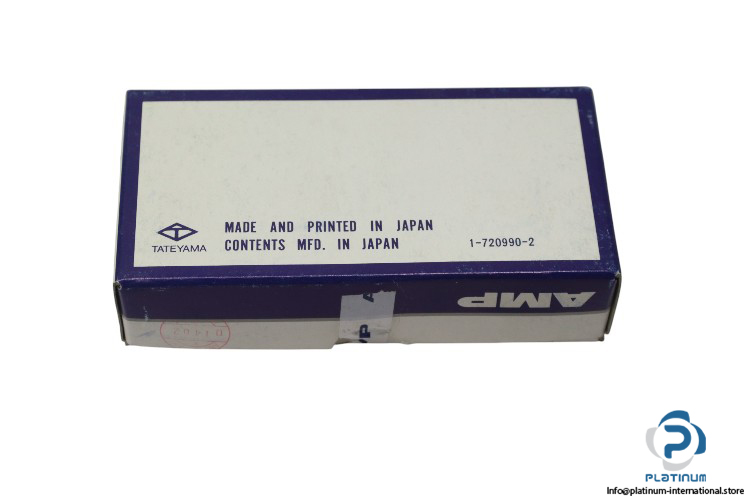 MADE AND PRINTED IN JAPAN
TATEYAMA CONTENTS MFD. IN JAPAN 1-720990-2
AMP
PLATINUM
Info@platinum-international.store